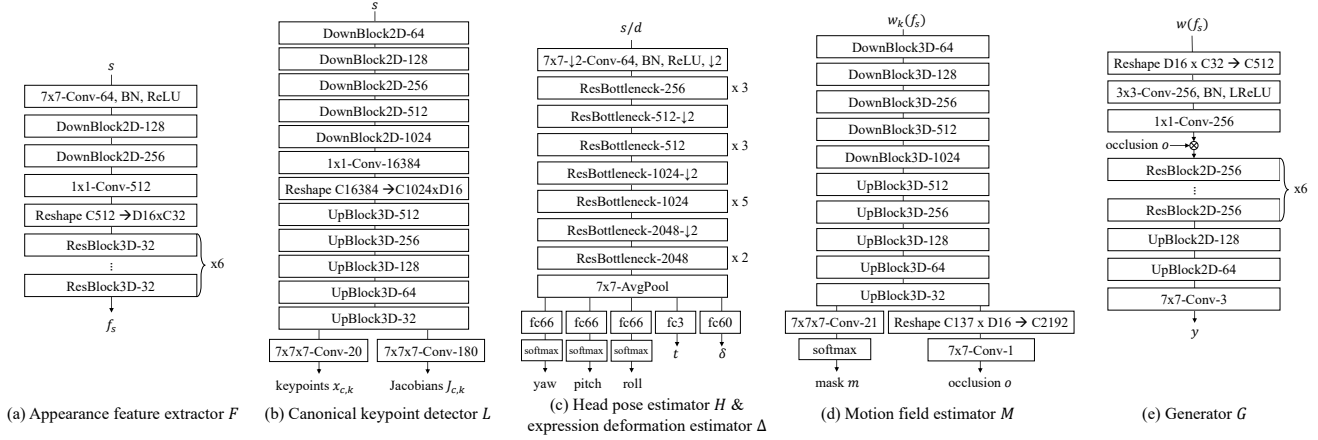 s
7x7-Conv-64, BN, ReLU
DownBlock2D-128
DownBlock2D-256
1x1-Conv-512
Reshape C512 →D16xC32
ResBlock3D-32
⋮
x6
ResBlock3D-32
f_s
(a) Appearance feature extractor F
s
DownBlock2D-64
DownBlock2D-128
DownBlock2D-256
DownBlock2D-512
DownBlock2D-1024
1x1-Conv-16384
Reshape C16384 →C1024xD16
UpBlock3D-512
UpBlock3D-256
UpBlock3D-128
UpBlock3D-64
UpBlock3D-32
7x7x7-Conv-20 7x7x7-Conv-180
keypoints x_{c,k} Jacobians J_{c,k}
(b) Canonical keypoint detector L
s/d
7x7-↓2-Conv-64, BN, ReLU, ↓2
ResBottleneck-256 x 3
ResBottleneck-512-↓2
ResBottleneck-512 x 3
ResBottleneck-1024-↓2
ResBottleneck-1024 x 5
ResBottleneck-2048-↓2
ResBottleneck-2048 x 2
7x7-AvgPool
fc66 fc66 fc66 fc3 fc60
softmax softmax softmax t δ
yaw pitch roll
(c) Head pose estimator H &
expression deformation estimator Δ
w_k(f_s)
DownBlock3D-64
DownBlock3D-128
DownBlock3D-256
DownBlock3D-512
DownBlock3D-1024
UpBlock3D-512
UpBlock3D-256
UpBlock3D-128
UpBlock3D-64
UpBlock3D-32
7x7x7-Conv-21 Reshape C137 x D16 → C2192
softmax 7x7-Conv-1
mask m occlusion o
(d) Motion field estimator M
w(f_s)
Reshape D16 x C32 → C512
3x3-Conv-256, BN, LReLU
1x1-Conv-256
occlusion o ⊗
ResBlock2D-256
⋮ x6
ResBlock2D-256
UpBlock2D-128
UpBlock2D-64
7x7-Conv-3
y
(e) Generator G